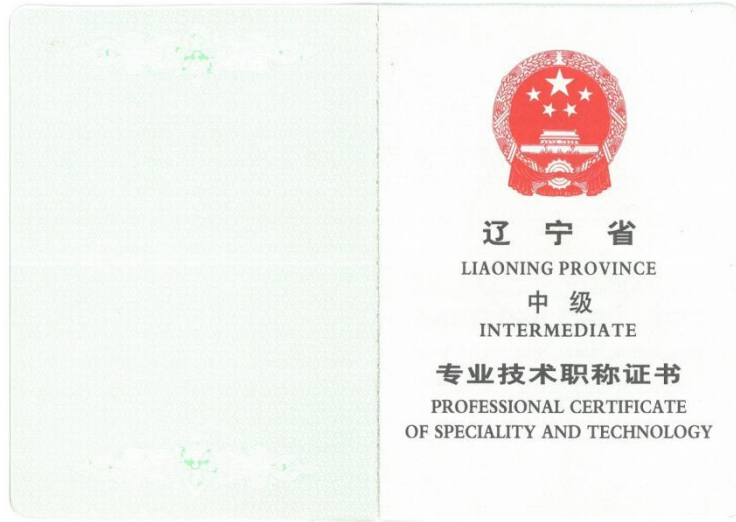 辽宁省
LIAONING PROVINCE
中级
INTERMEDIATE
专业技术职称证书
PROFESSIONAL CERTIFICATE
OF SPECIALITY AND TECHNOLOGY